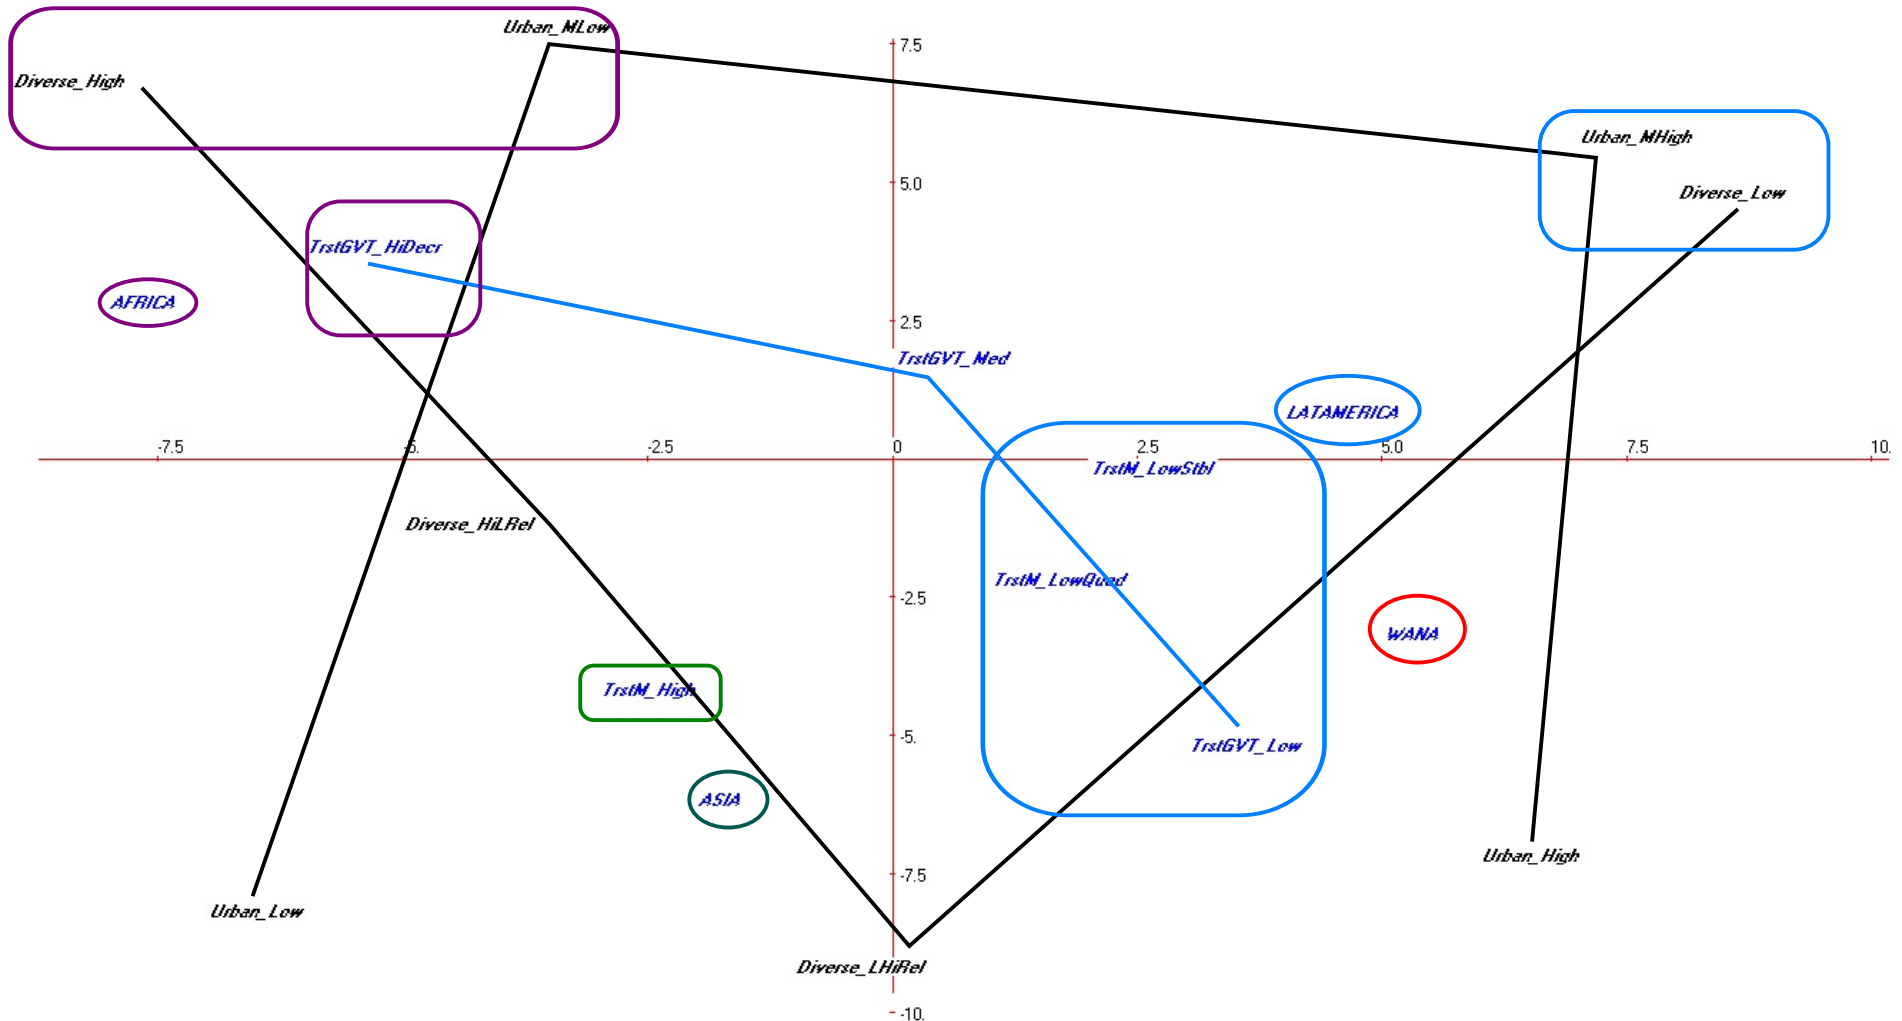 Urban_MLow
7.5
Diverse_High
Urban_MHigh
5.0
Diverse_Low
TrstGVT_HiDecr
AFRICA
2.5
TrstGVT_Med
LATAMERICA
-7.5
-5.
-2.5
0
2.5
5.0
7.5
10.
TrstM_LowStbl
Diverse_HiLRel
TrstM_LowQuad
-2.5
WANA
TrstM_High
-5.
TrstGVT_Low
ASIA
Urban_High
-7.5
Urban_Low
Diverse_LHiRel
-10.